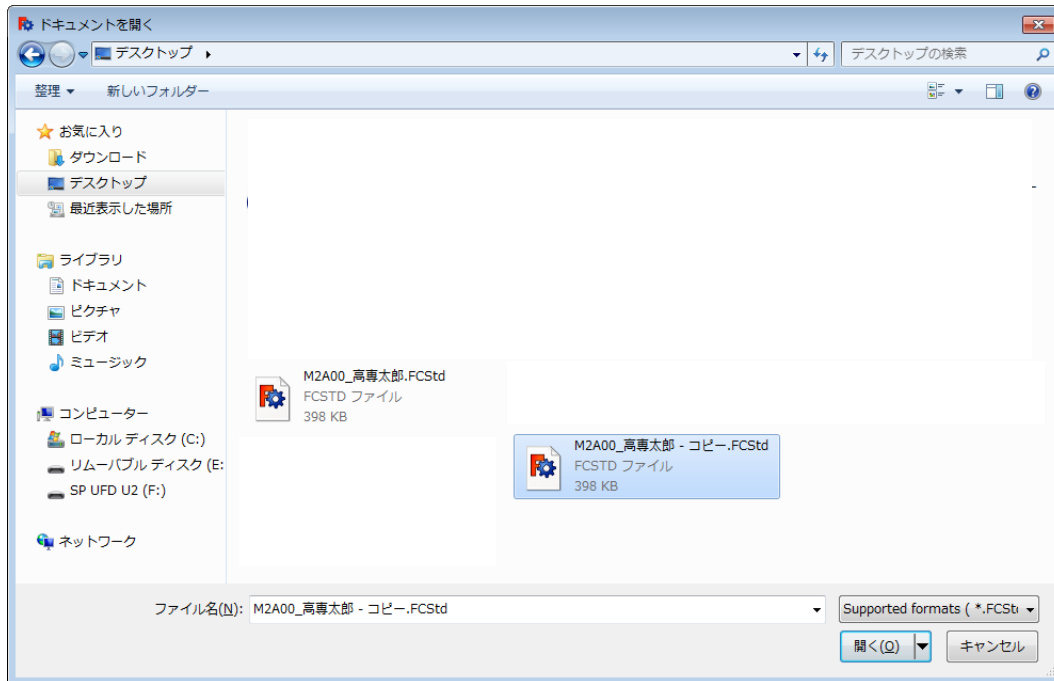 ドキュメントを開く
デスクトップ
デスクトップの検索
整理
新しいフォルダー
お気に入り
ダウンロード
デスクトップ
最近表示した場所
ライブラリ
ドキュメント
ピクチャ
ビデオ
ミュージック
コンピューター
ローカル ディスク (C:)
リムーバブル ディスク (E:
SP UFD U2 (F:)
ネットワーク
M2A00_高専太郎.FCStd
FCSTD ファイル
398 KB
M2A00_高専太郎 - コピー.FCStd
FCSTD ファイル
398 KB
ファイル名(N):
M2A00_高専太郎 - コピー.FCStd
Supported formats ( *.FCSt
開く(O)
キャンセル